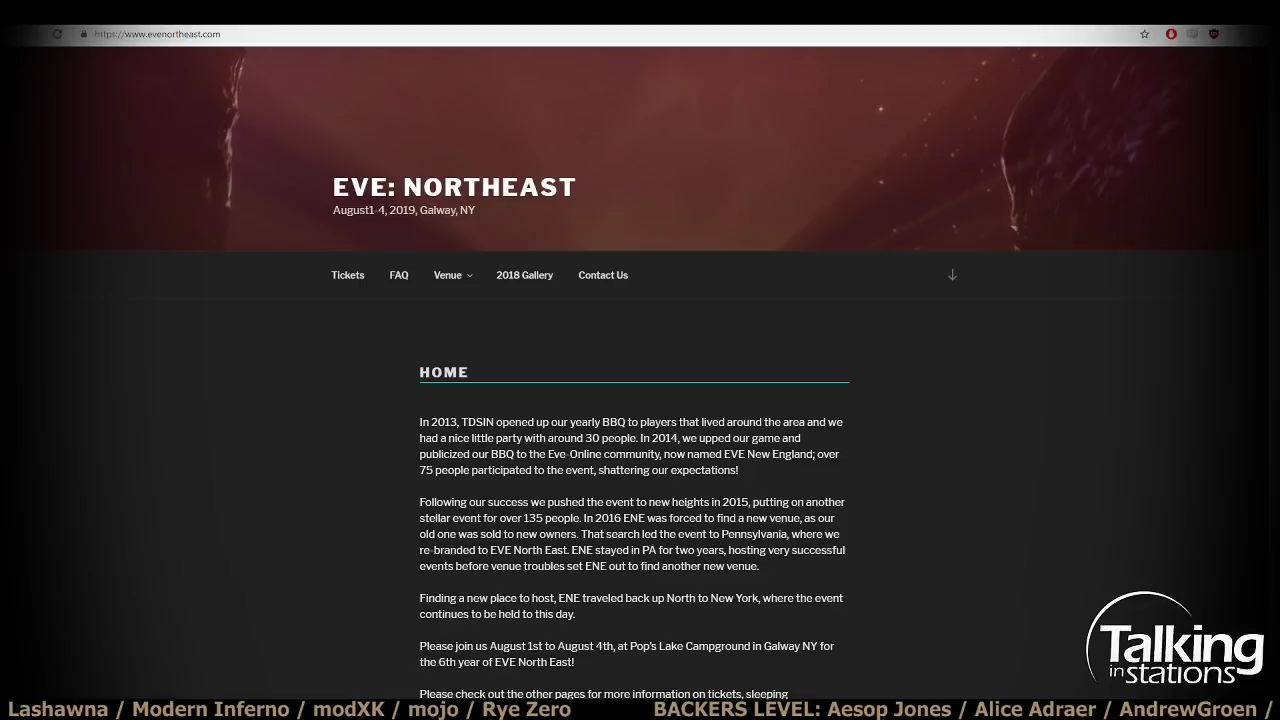 https://www.evenortheast.com
EVE: NORTHEAST
August1-4, 2019, Galway, NY
Tickets FAQ Venue 2018 Gallery Contact Us
HOME
In 2013, TDSIN opened up our yearly BBQ to players that lived around the area and we
had a nice little party with around 30 people. In 2014, we upped our game and
publicized our BBQ to the Eve-Online community, now named EVE New England; over
75 people participated to the event, shattering our expectations!
Following our success we pushed the event to new heights in 2015, putting on another
stellar event for over 135 people. In 2016 ENE was forced to find a new venue, as our
old one was sold to new owners. That search led the event to Pennsylvania, where we
re-branded to EVE North East. ENE stayed in PA for two years, hosting very successful
events before venue troubles set ENE out to find another new venue.
Finding a new place to host, ENE traveled back up North to New York, where the event
continues to be held to this day.
Please join us August 1st to August 4th, at Pop's Lake Campground in Galway NY for
the 6th year of EVE North East!
Please check out the other pages for more information on tickets, sleeping
Talking
in stations
Lashawna / Modern Inferno / modXK / mojo / Rye Zero BACKERS LEVEL: Aesop Jones / Alice Adraer / AndrewGroen /